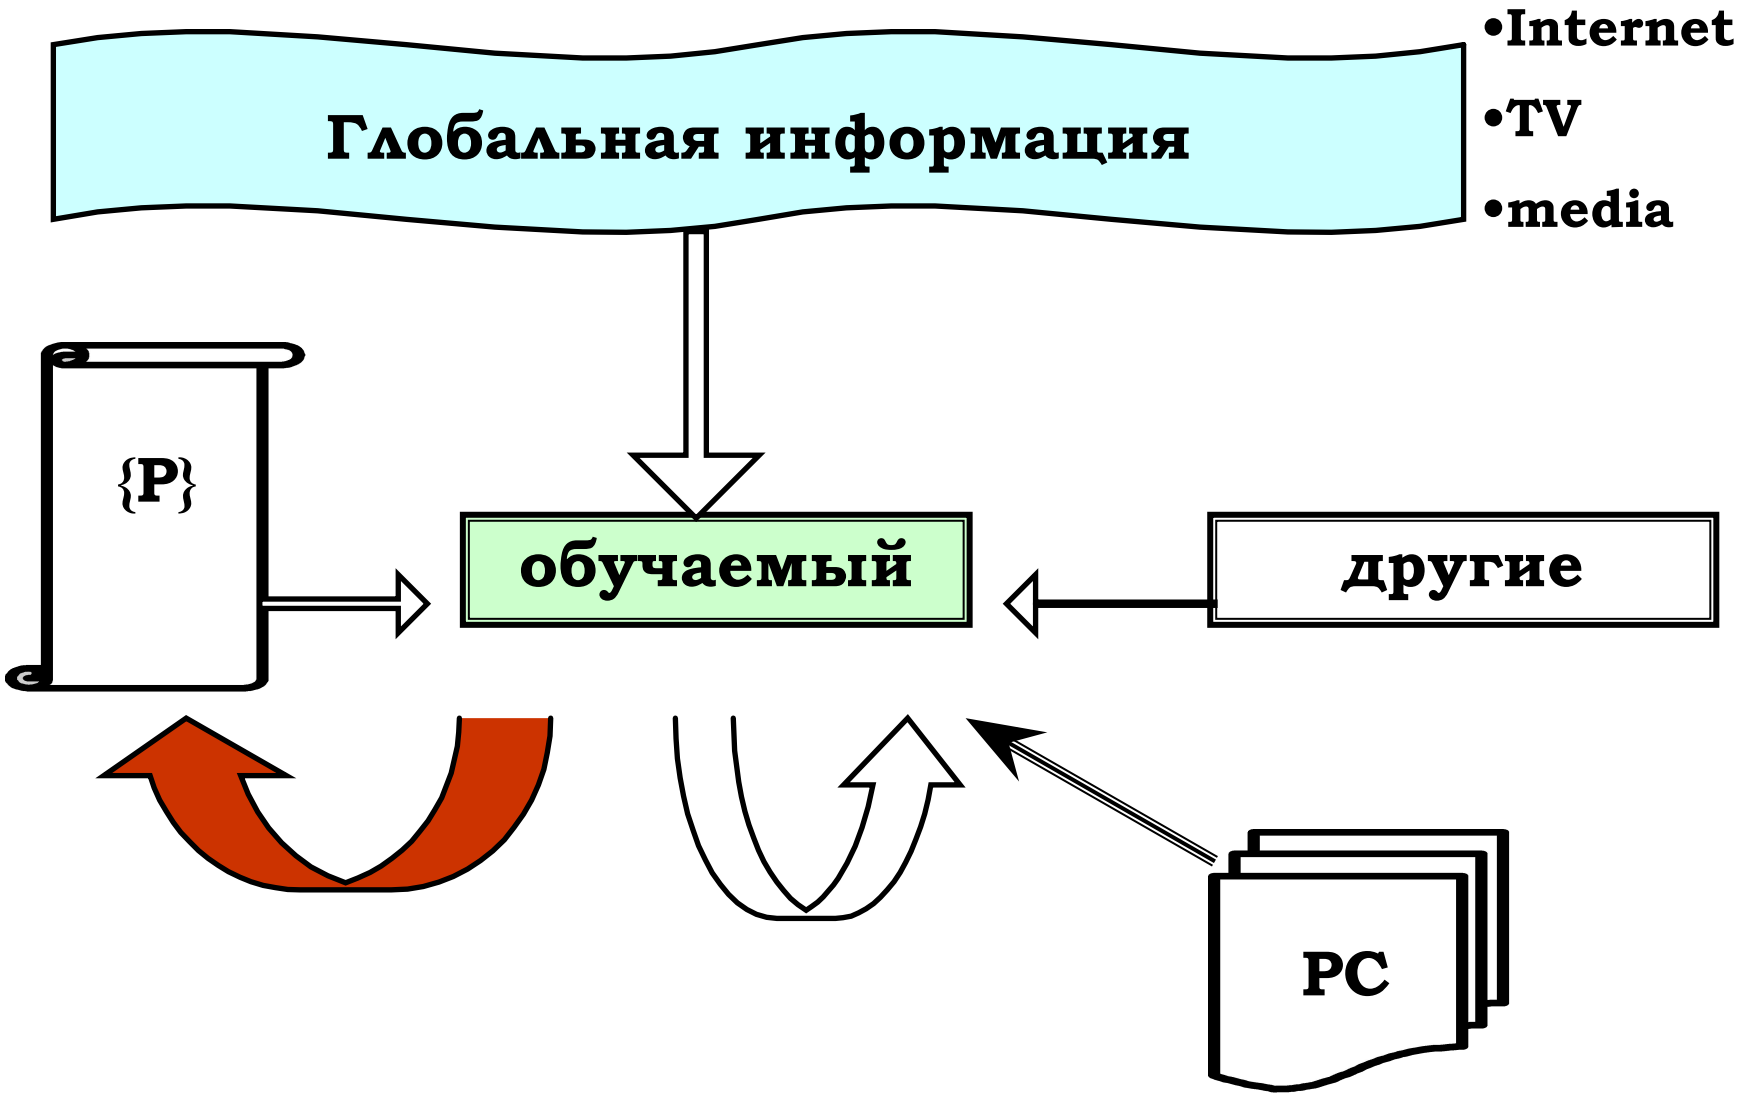 Глобальная информация
•Internet
•TV
•media
{P}
обучаемый
другие
PC